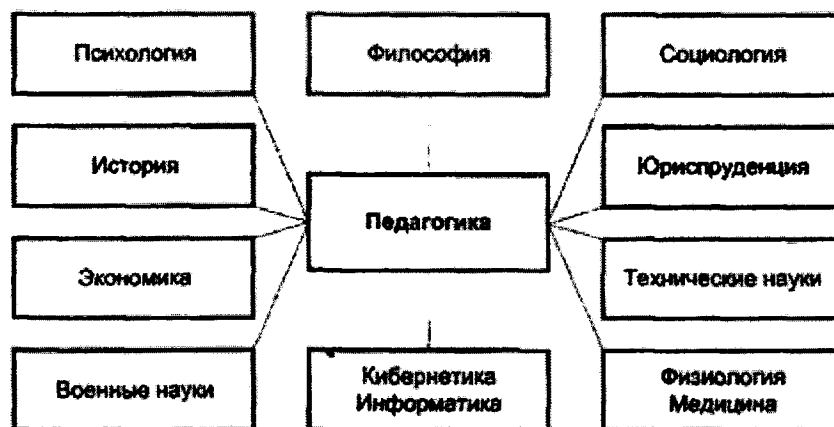 Психология
Философия
Социология
История
Юриспруденция
Педагогика
Экономика
Технические науки
Военные науки
Кибернетика
Информатика
Физиология
Медицина